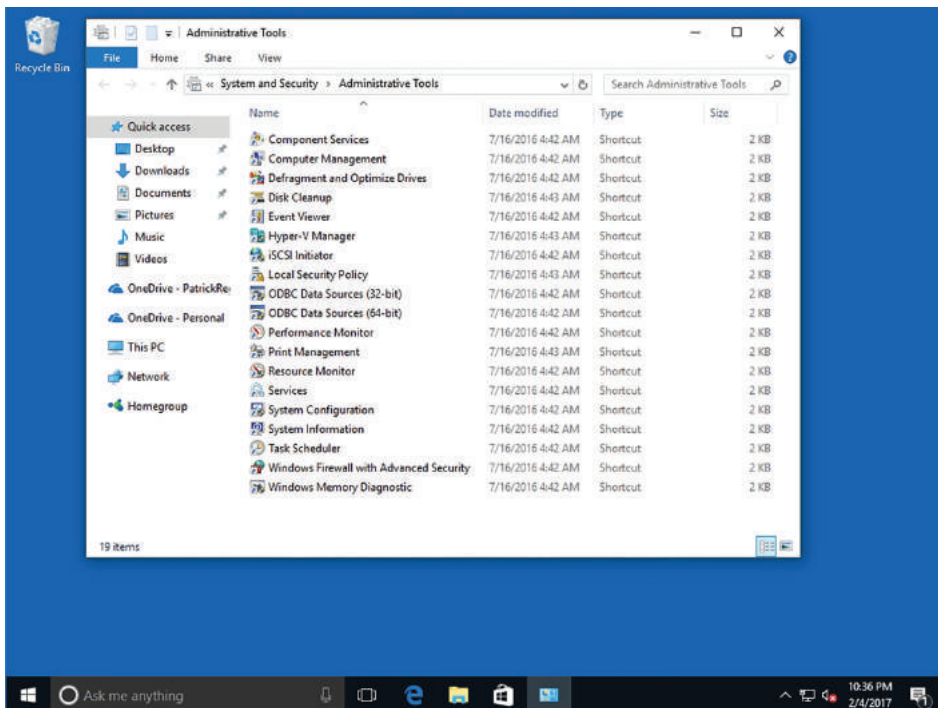 Recycle Bin
Administrative Tools
File Home Share View
« System and Security › Administrative Tools
Search Administrative Tools
Name Date modified Type Size
Quick access
Desktop
Downloads
Documents
Pictures
Music
Videos
OneDrive - PatrickRe
OneDrive - Personal
This PC
Network
Homegroup
Component Services 7/16/2016 4:42 AM Shortcut 2 KB
Computer Management 7/16/2016 4:42 AM Shortcut 2 KB
Defragment and Optimize Drives 7/16/2016 4:42 AM Shortcut 2 KB
Disk Cleanup 7/16/2016 4:43 AM Shortcut 2 KB
Event Viewer 7/16/2016 4:42 AM Shortcut 2 KB
Hyper-V Manager 7/16/2016 4:43 AM Shortcut 2 KB
iSCSI Initiator 7/16/2016 4:42 AM Shortcut 2 KB
Local Security Policy 7/16/2016 4:43 AM Shortcut 2 KB
ODBC Data Sources (32-bit) 7/16/2016 4:42 AM Shortcut 2 KB
ODBC Data Sources (64-bit) 7/16/2016 4:42 AM Shortcut 2 KB
Performance Monitor 7/16/2016 4:42 AM Shortcut 2 KB
Print Management 7/16/2016 4:43 AM Shortcut 2 KB
Resource Monitor 7/16/2016 4:42 AM Shortcut 2 KB
Services 7/16/2016 4:42 AM Shortcut 2 KB
System Configuration 7/16/2016 4:42 AM Shortcut 2 KB
System Information 7/16/2016 4:42 AM Shortcut 2 KB
Task Scheduler 7/16/2016 4:42 AM Shortcut 2 KB
Windows Firewall with Advanced Security 7/16/2016 4:42 AM Shortcut 2 KB
Windows Memory Diagnostic 7/16/2016 4:42 AM Shortcut 2 KB
19 items
Ask me anything
10:36 PM
2/4/2017
1